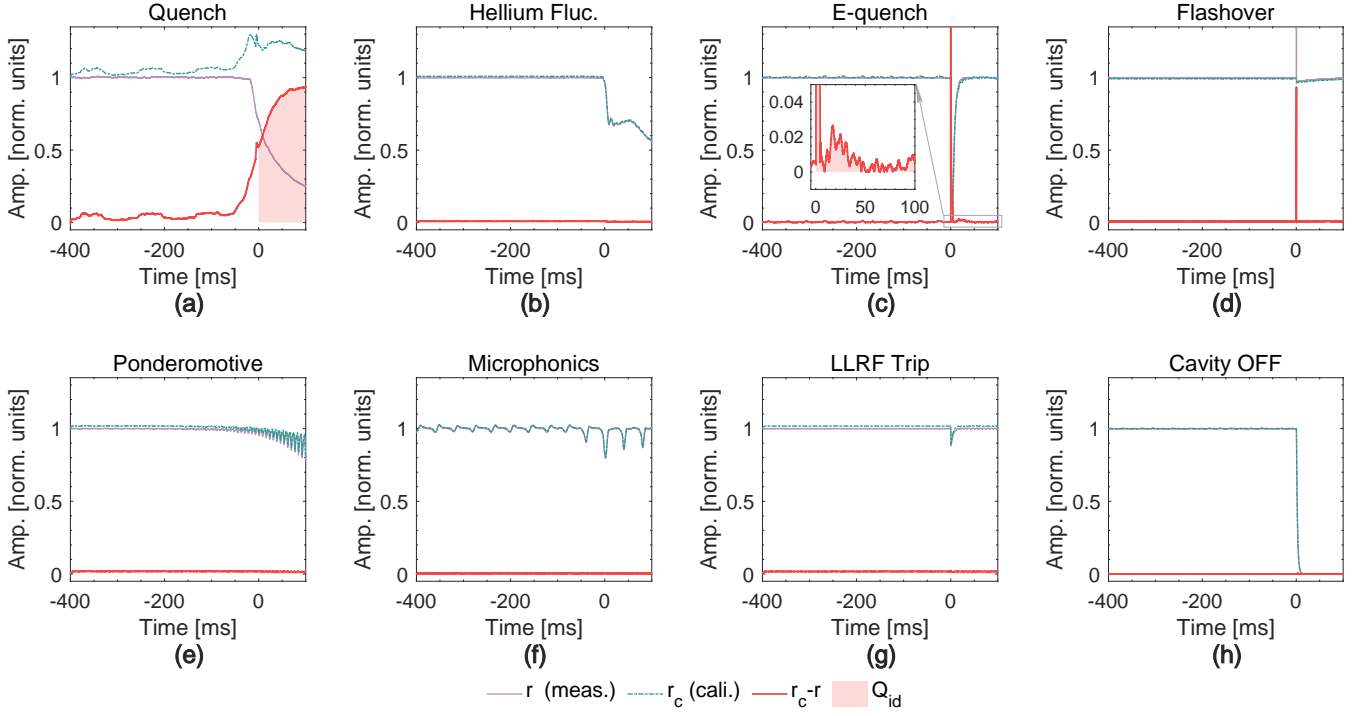 Quench
Hellium Fluc.
E-quench
Flashover
Amp. [norm. units]
1
0.5
0
-400
-200
0
Time [ms]
(a)
Amp. [norm. units]
1
0.5
0
-400
-200
0
Time [ms]
(b)
Amp. [norm. units]
1
0.5
0
0.04
0.02
0
0
50
100
-400
-200
0
Time [ms]
(c)
Amp. [norm. units]
1
0.5
0
-400
-200
0
Time [ms]
(d)
Ponderomotive
Microphonics
LLRF Trip
Cavity OFF
Amp. [norm. units]
1
0.5
0
-400
-200
0
Time [ms]
(e)
Amp. [norm. units]
1
0.5
0
-400
-200
0
Time [ms]
(f)
Amp. [norm. units]
1
0.5
0
-400
-200
0
Time [ms]
(g)
Amp. [norm. units]
1
0.5
0
-400
-200
0
Time [ms]
(h)
r (meas.) r_c (cali.) r_c-r Q_id